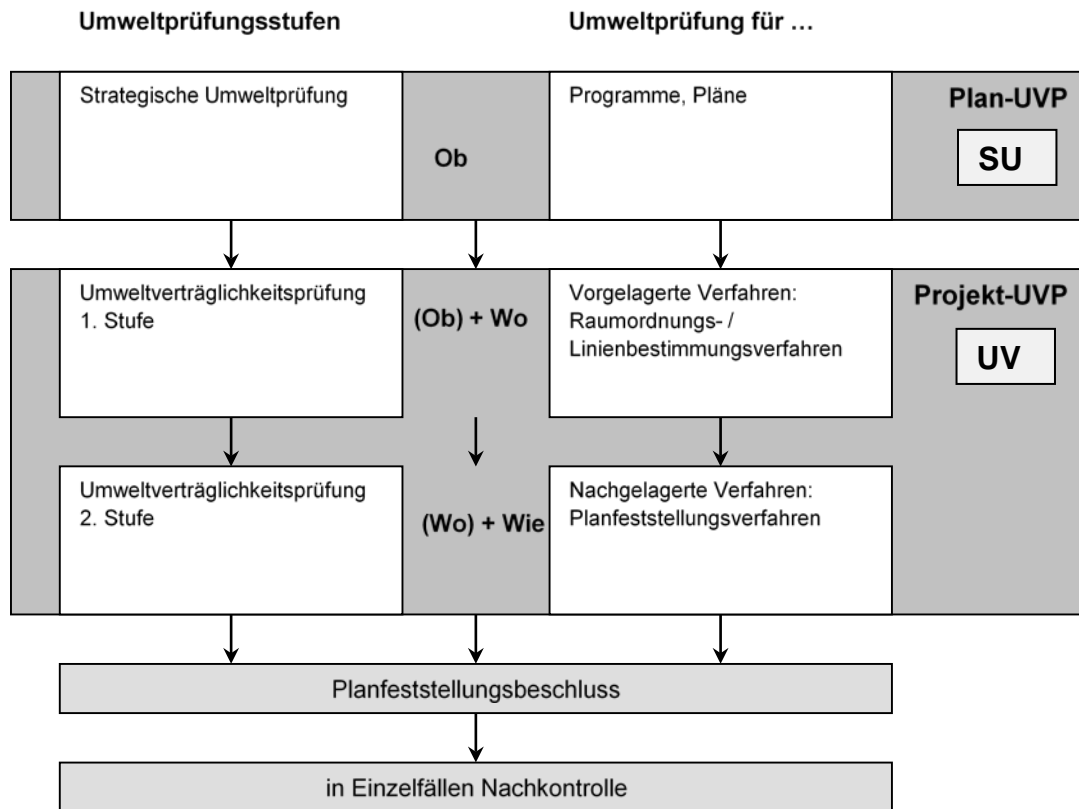 Umweltprüfungsstufen
Umweltprüfung für ...
Strategische Umweltprüfung
Ob
Programme, Pläne
Plan-UVP
SU
Umweltverträglichkeitsprüfung
1. Stufe
(Ob) + Wo
Vorgelagerte Verfahren:
Raumordnungs- /
Linienbestimmungsverfahren
Projekt-UVP
UV
Umweltverträglichkeitsprüfung
2. Stufe
(Wo) + Wie
Nachgelagerte Verfahren:
Planfeststellungsverfahren
Planfeststellungsbeschluss
in Einzelfällen Nachkontrolle